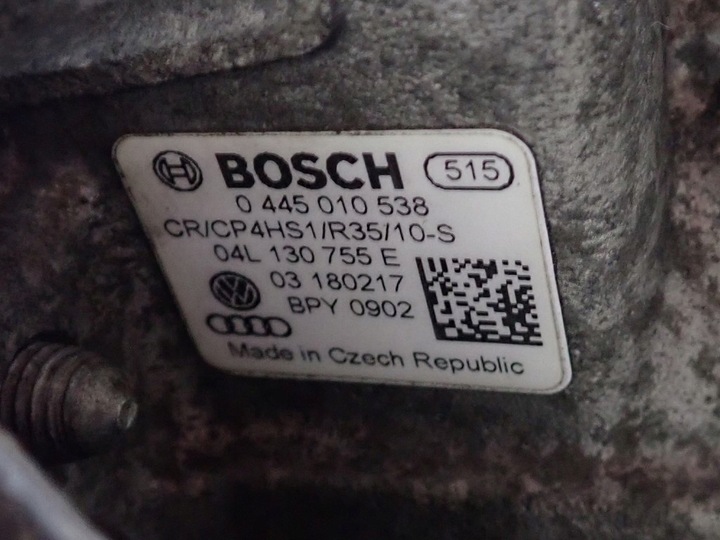 BOSCH 515
0 445 010 538
CR/CP4HS1/R35/10-S
04L 130 755 E
03 180217
BPY 0902
Made in Czech Republic